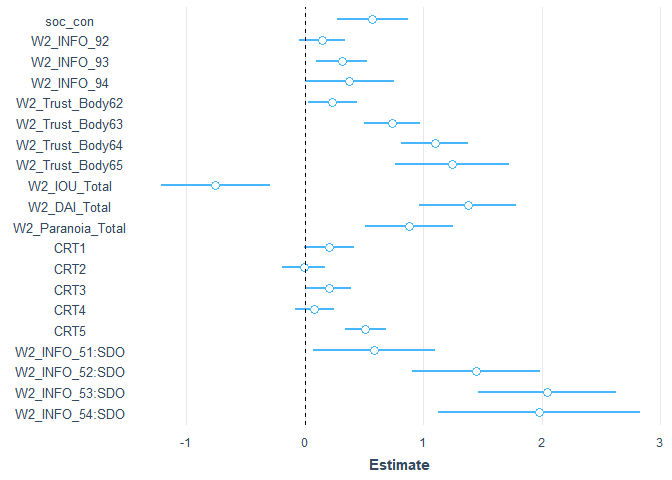 soc_con
W2_INFO_92
W2_INFO_93
W2_INFO_94
W2_Trust_Body62
W2_Trust_Body63
W2_Trust_Body64
W2_Trust_Body65
W2_IOU_Total
W2_DAI_Total
W2_Paranoia_Total
CRT1
CRT2
CRT3
CRT4
CRT5
W2_INFO_51:SDO
W2_INFO_52:SDO
W2_INFO_53:SDO
W2_INFO_54:SDO
-1 0 1 2 3
Estimate